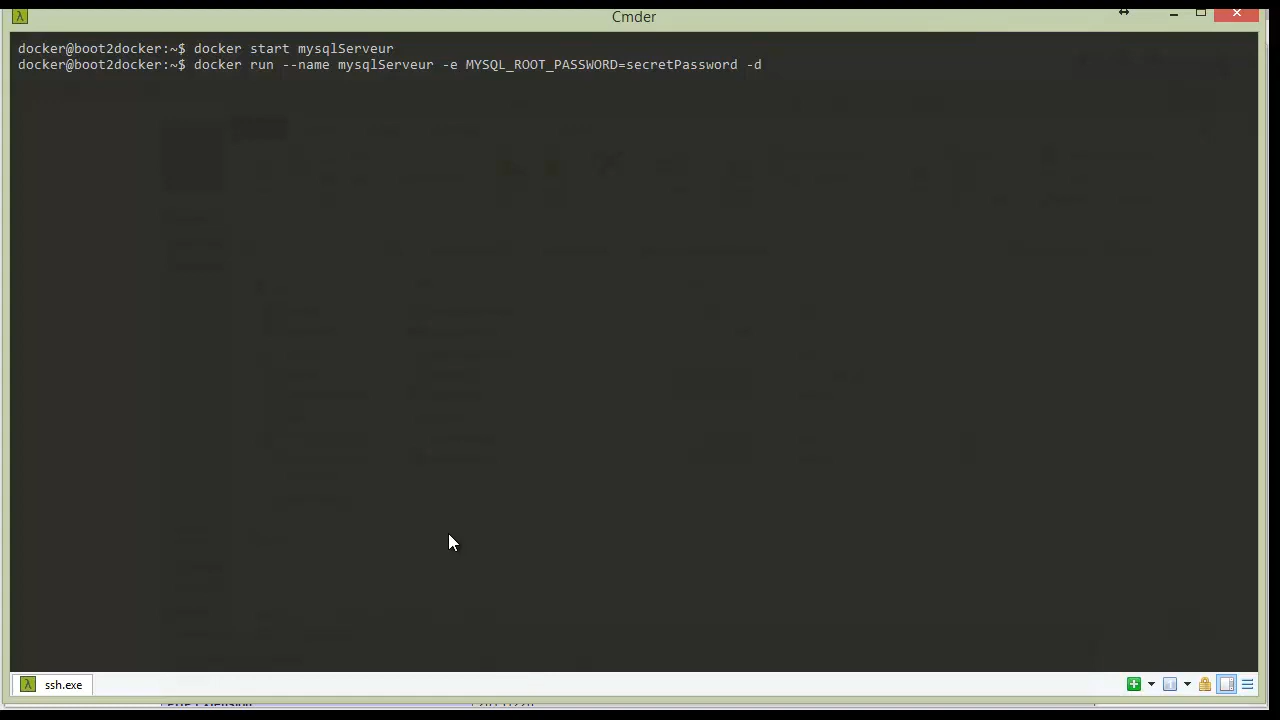 Cmder
docker@boot2docker:~$ docker start mysqlServeur
docker@boot2docker:~$ docker run --name mysqlServeur -e MYSQL_ROOT_PASSWORD=secretPassword -d
ssh.exe